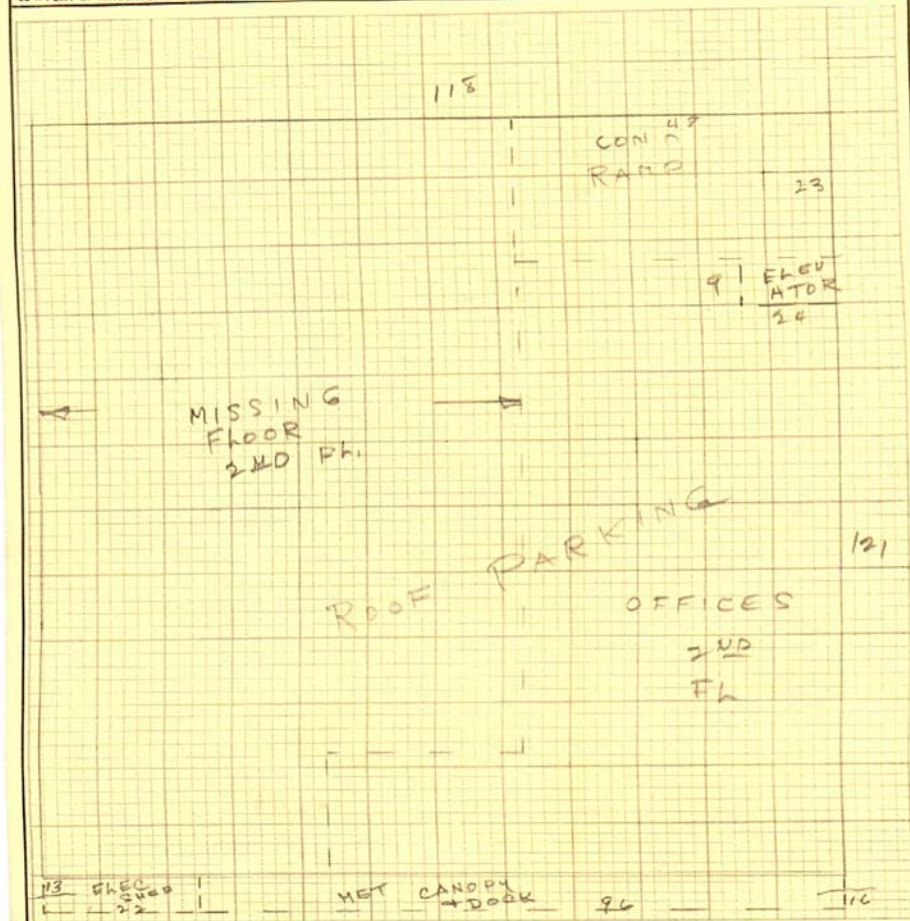 118
48
CON
RAMP
23
9
ELEV
ATOR
24
MISSING
FLOOR
2ND FL.
ROOF PARKING
121
OFFICES
2ND
FL
13
ELEC
SHED
22
MET CANOPY
+ DOCK
96
116